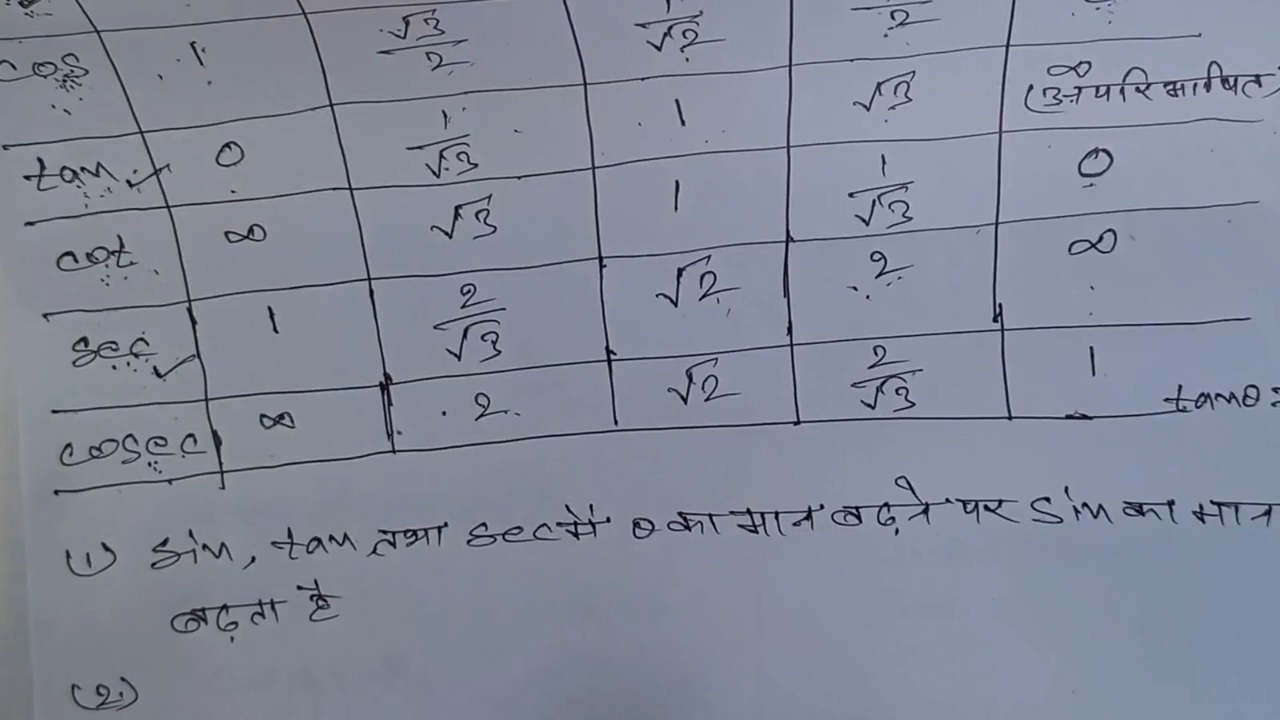 cos 1 √3/2 1/√2 1/2
tan 0 1/√3 1 √3 ∞ (अपरिभाषित)
cot ∞ √3 1 1/√3 0
sec 1 2/√3 √2 2 ∞
cosec ∞ 2 √2 2/√3 1
tanθ =
(1) sin, tan तथा sec में θ का मान बढ़ने पर sin का मान
बढ़ता है
(2)